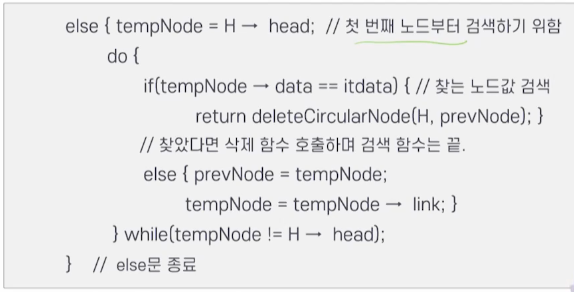 else { tempNode = H → head; // 첫 번째 노드부터 검색하기 위함
do {
if(tempNode → data == itdata) { // 찾는 노드값 검색
return deleteCircularNode(H, prevNode); }
// 찾았다면 삭제 함수 호출하며 검색 함수는 끝.
else { prevNode = tempNode;
tempNode = tempNode → link; }
} while(tempNode != H → head);
} // else문 종료